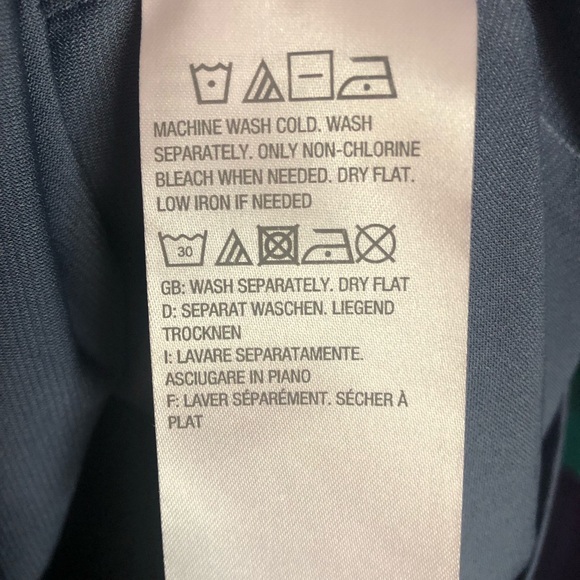 MACHINE WASH COLD. WASH
SEPARATELY. ONLY NON-CHLORINE
BLEACH WHEN NEEDED. DRY FLAT.
LOW IRON IF NEEDED
30
GB: WASH SEPARATELY. DRY FLAT
D: SEPARAT WASCHEN. LIEGEND
TROCKNEN
I: LAVARE SEPARATAMENTE.
ASCIUGARE IN PIANO
F: LAVER SÉPARÉMENT. SÉCHER À
PLAT